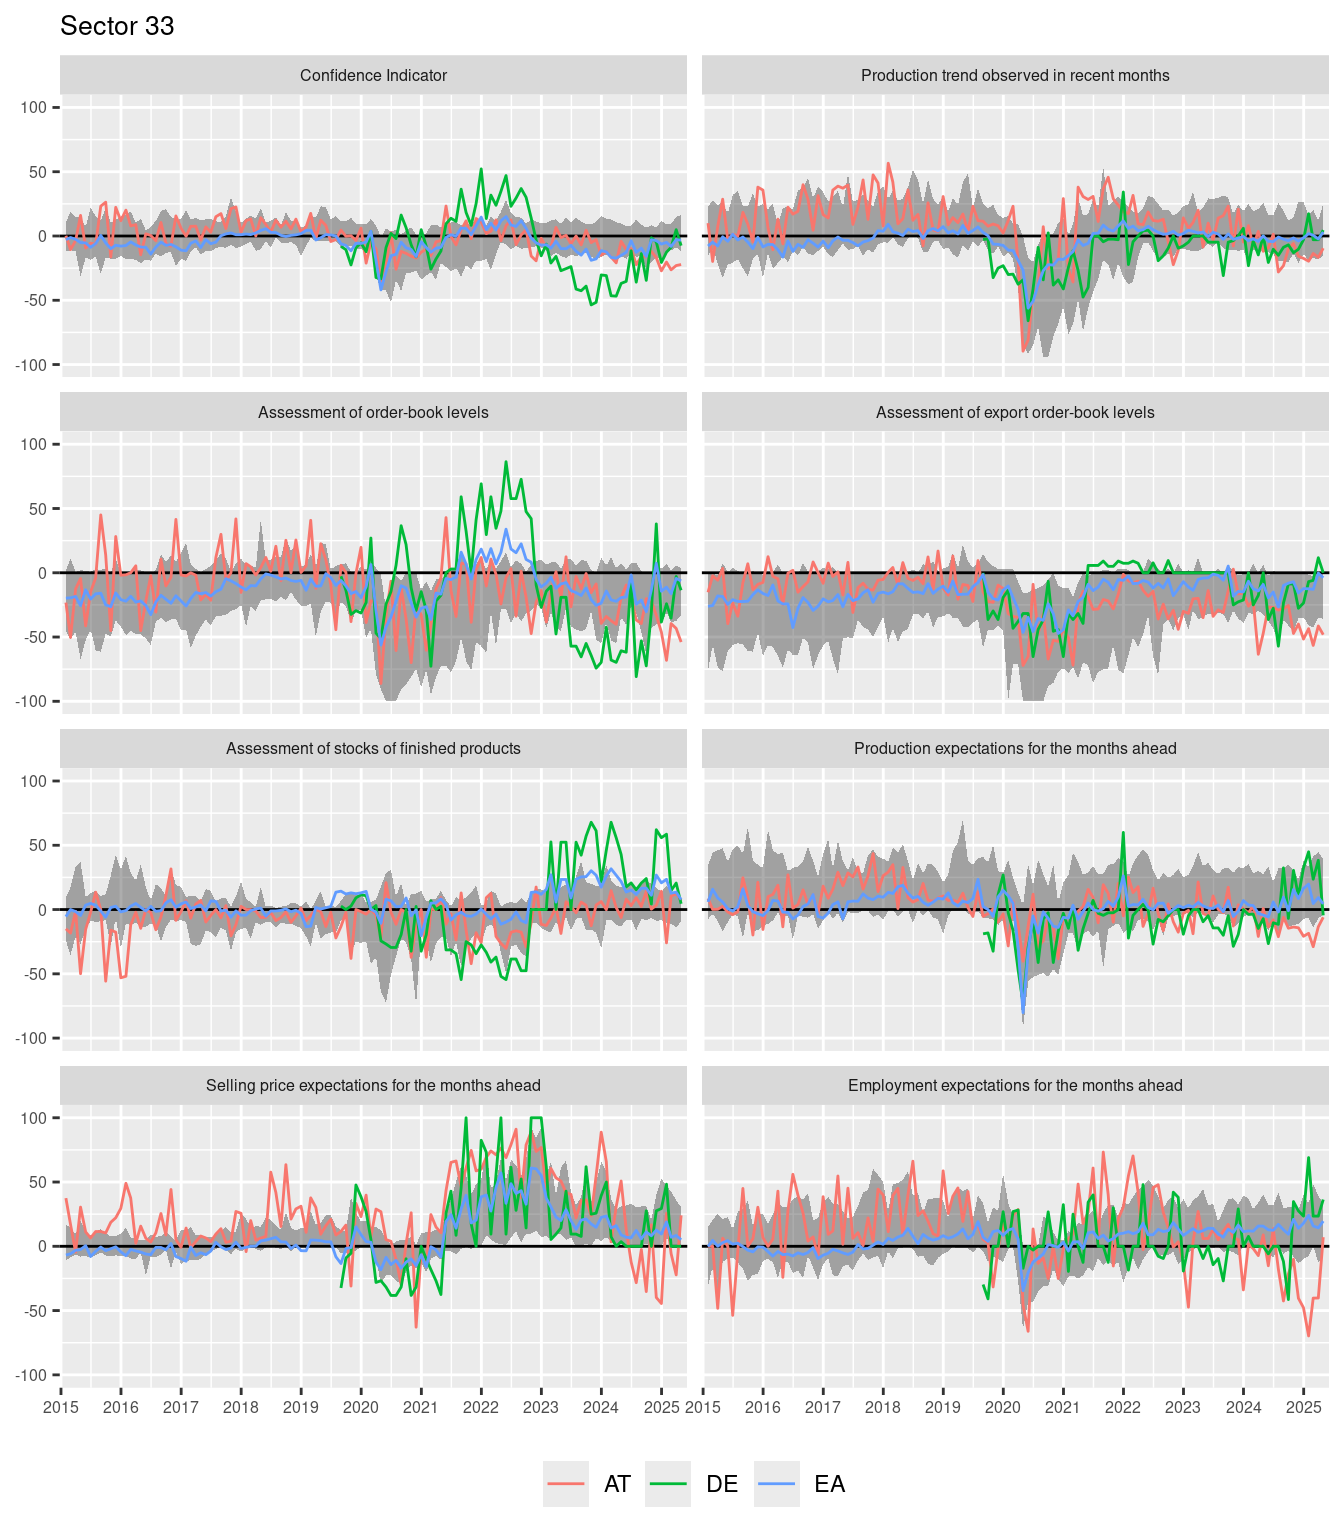 Sector 33
Confidence Indicator
Production trend observed in recent months
100
50
0
-50
-100
Assessment of order-book levels
Assessment of export order-book levels
100
50
0
-50
-100
Assessment of stocks of finished products
Production expectations for the months ahead
100
50
0
-50
-100
Selling price expectations for the months ahead
Employment expectations for the months ahead
100
50
0
-50
-100
2015 2016 2017 2018 2019 2020 2021 2022 2023 2024 2025 2015 2016 2017 2018 2019 2020 2021 2022 2023 2024 2025
AT DE EA